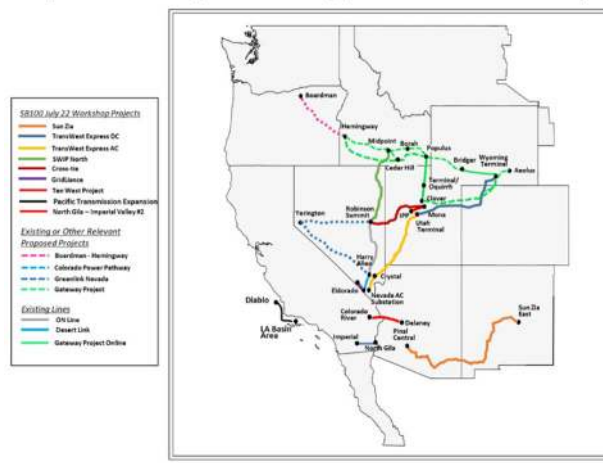 SB100 July 22 Workshop Projects
Sun Zia
TransWest Express DC
TransWest Express AC
SWIP North
Cross-Tie
GridLiance
Ten West Project
Pacific Transmission Expansion
North Gila – Imperial Valley #2
Existing or Other Relevant
Proposed Projects
Boardman - Hemingway
Colorado Power Pathway
Greenlink Nevada
Gateway Project
Existing Lines
ON Line
Desert Link
Gateway Project Online
Boardman
Hemingway
Midpoint
Borah
Populus
Cedar Hill
Bridger
Wyoming
Terminal
Aeolus
Terminal/
Oquirrh
Clover
IPP
Mona
Utah
Terminal
Robinson
Summit
Yerington
Harry
Allen
Crystal
Eldorado
Nevada AC
Substation
Diablo
LA Basin
Area
Colorado
River
Delaney
Pinal
Central
Imperial
North Gila
Sun Zia
East